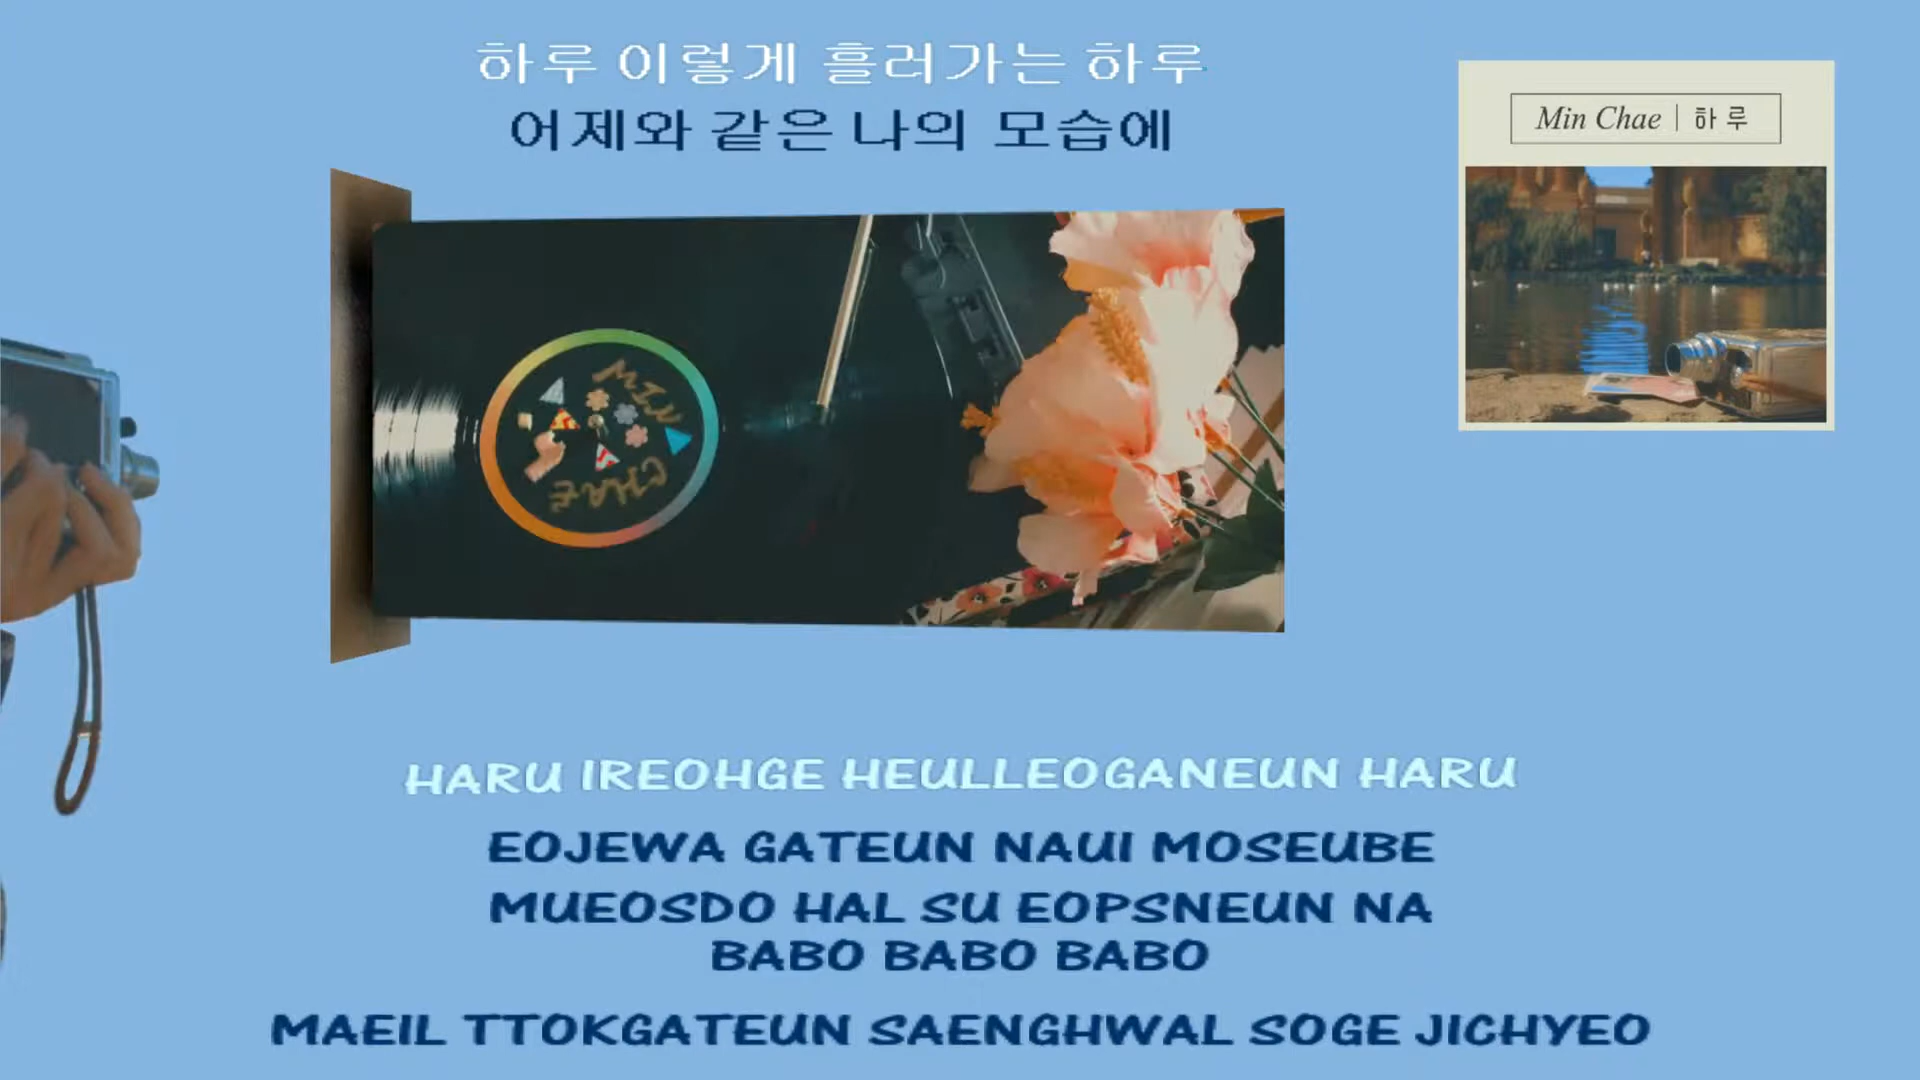 하루 이렇게 흘러가는 하루
어제와 같은 나의 모습에
Min Chae | 하루
MIN
CHAE
HARU IREOHGE HEULLEOGANEUN HARU
EOJEWA GATEUN NAUI MOSEUBE
MUEOSDO HAL SU EOPSNEUN NA
BABO BABO BABO
MAEIL TTOKGATEUN SAENGHWAL SOGE JICHYEO